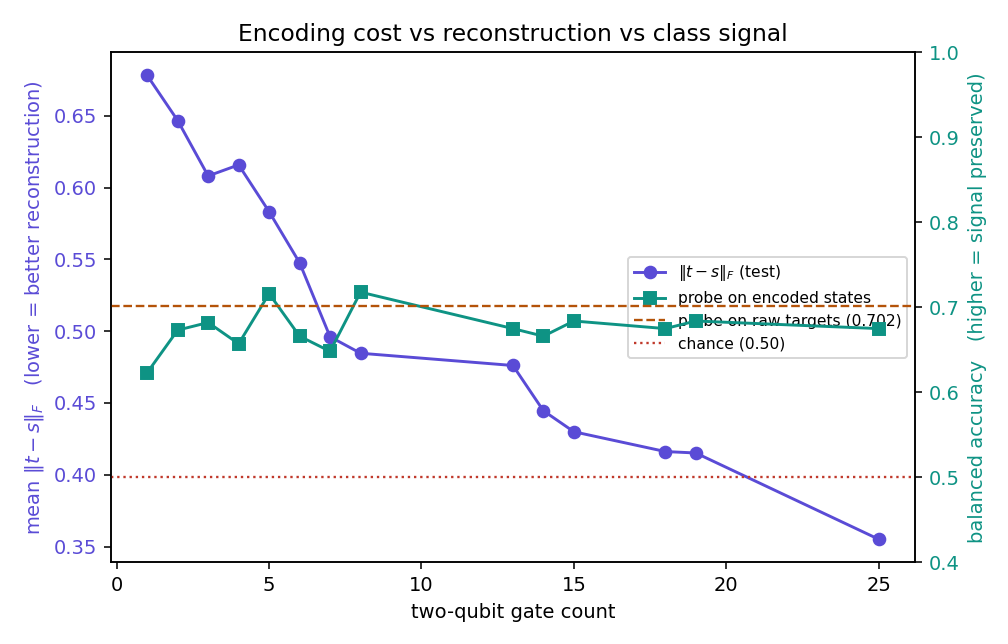 Encoding cost vs reconstruction vs class signal
mean ‖t − s‖F (lower = better reconstruction)
0.65
0.60
0.55
0.50
0.45
0.40
0.35
‖t − s‖F (test)
probe on encoded states
probe on raw targets (0.702)
chance (0.50)
1.0
0.9
0.8
0.7
0.6
0.5
0.4
balanced accuracy (higher = signal preserved)
0 5 10 15 20 25
two-qubit gate count